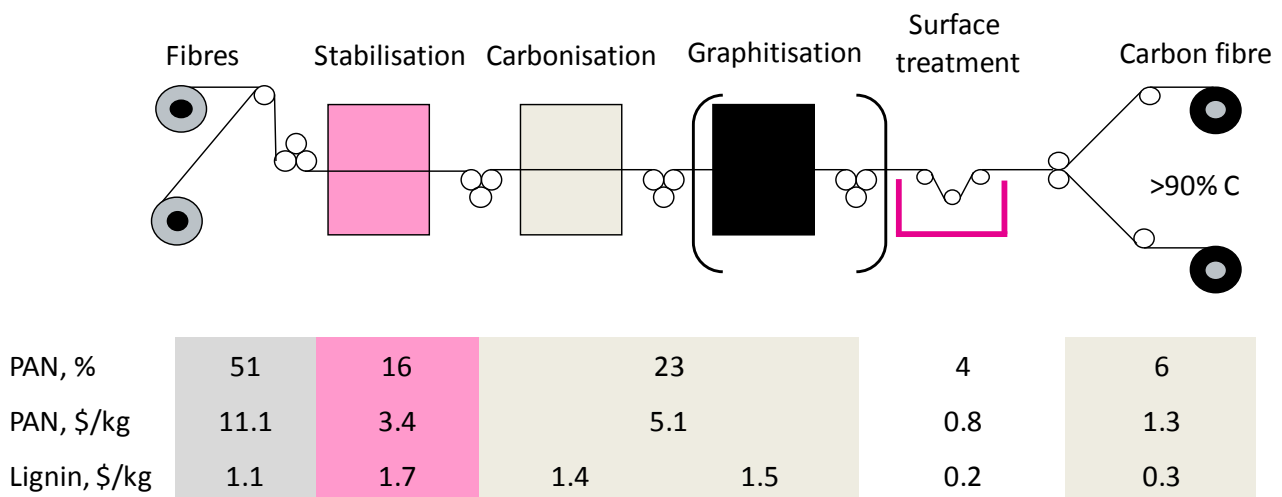 Fibres
Stabilisation
Carbonisation
Graphitisation
Surface
treatment
Carbon fibre
>90% C
PAN, % 51 16 23 4 6
PAN, $/kg 11.1 3.4 5.1 0.8 1.3
Lignin, $/kg 1.1 1.7 1.4 1.5 0.2 0.3